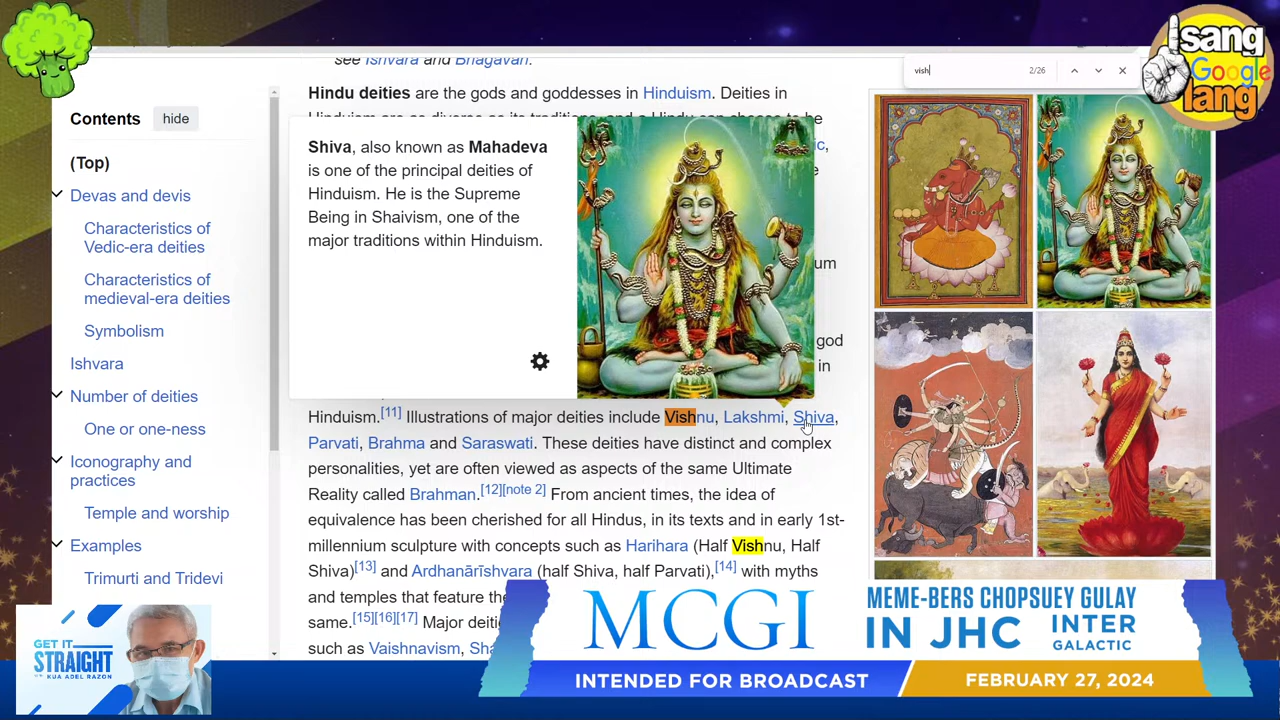 Isang
Google
lang
vish
2/26
see Ishvara and Bhagavan.
Contents
hide
(Top)
Devas and devis
Characteristics of
Vedic-era deities
Characteristics of
medieval-era deities
Symbolism
Ishvara
Number of deities
One or one-ness
Iconography and
practices
Temple and worship
Examples
Trimurti and Tridevi
Hindu deities are the gods and goddesses in Hinduism. Deities in
Shiva, also known as Mahadeva
is one of the principal deities of
Hinduism. He is the Supreme
Being in Shaivism, one of the
major traditions within Hinduism.
god
in
Hinduism.[11] Illustrations of major deities include Vishnu, Lakshmi, Shiva,
Parvati, Brahma and Saraswati. These deities have distinct and complex
personalities, yet are often viewed as aspects of the same Ultimate
Reality called Brahman.[12][note 2] From ancient times, the idea of
equivalence has been cherished for all Hindus, in its texts and in early 1st-
millennium sculpture with concepts such as Harihara (Half Vishnu, Half
Shiva)[13] and Ardhanārīshvara (half Shiva, half Parvati),[14] with myths
and temples that feature the
same.[15][16][17] Major deiti
such as Vaishnavism, Sha
GET IT
STRAIGHT
WITH KUYA ADEL RAZON
MCGI
MEME-BERS CHOPSUEY GULAY
IN JHC INTER
GALACTIC
INTENDED FOR BROADCAST
FEBRUARY 27, 2024